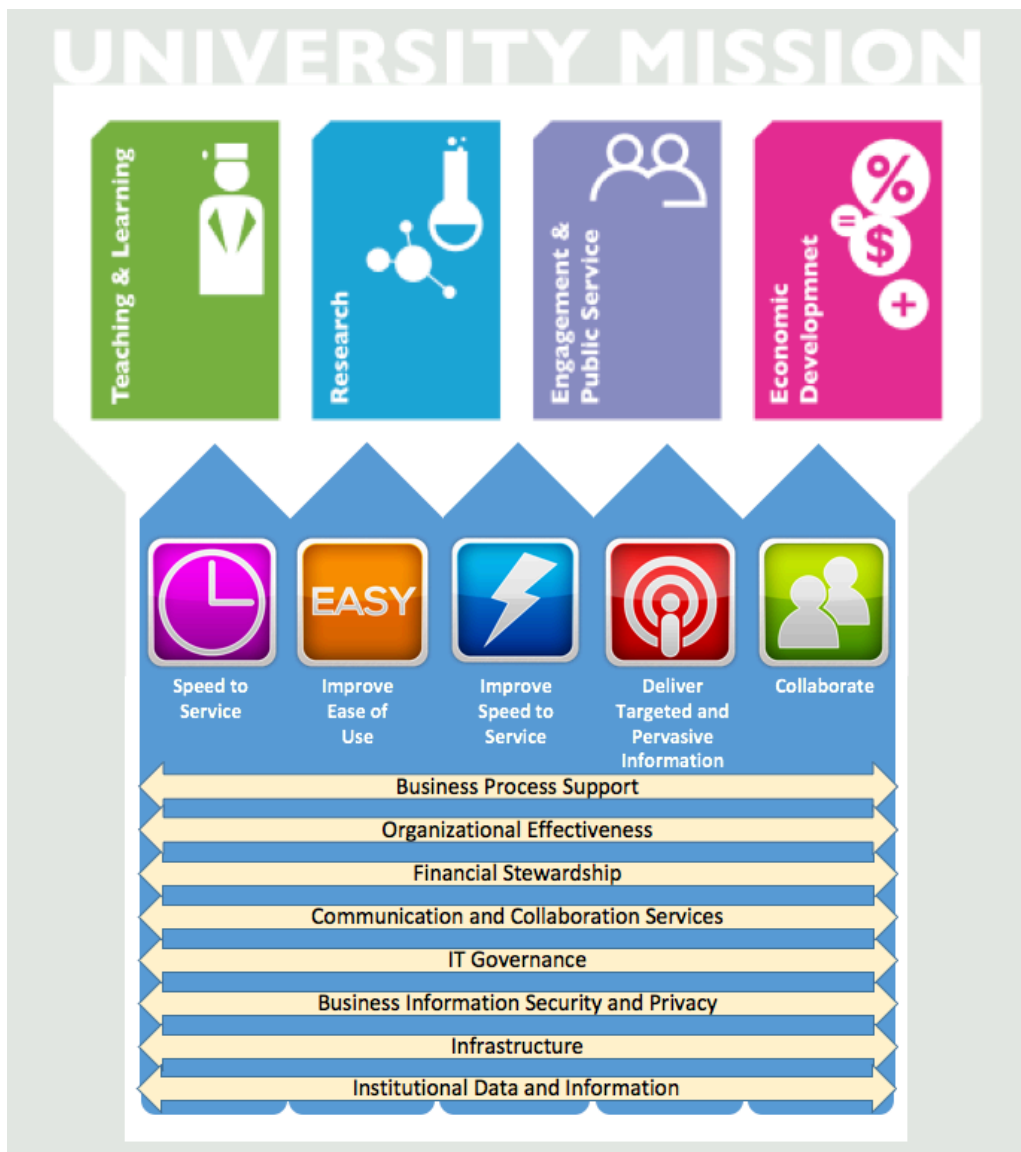 UNIVERSITY MISSION
Teaching & Learning
Research
Engagement &
Public Service
Economic
Developmnet
%
=
$
+
EASY
Speed to
Service
Improve
Ease of
Use
Improve
Speed to
Service
Deliver
Targeted and
Pervasive
Information
Collaborate
Business Process Support
Organizational Effectiveness
Financial Stewardship
Communication and Collaboration Services
IT Governance
Business Information Security and Privacy
Infrastructure
Institutional Data and Information